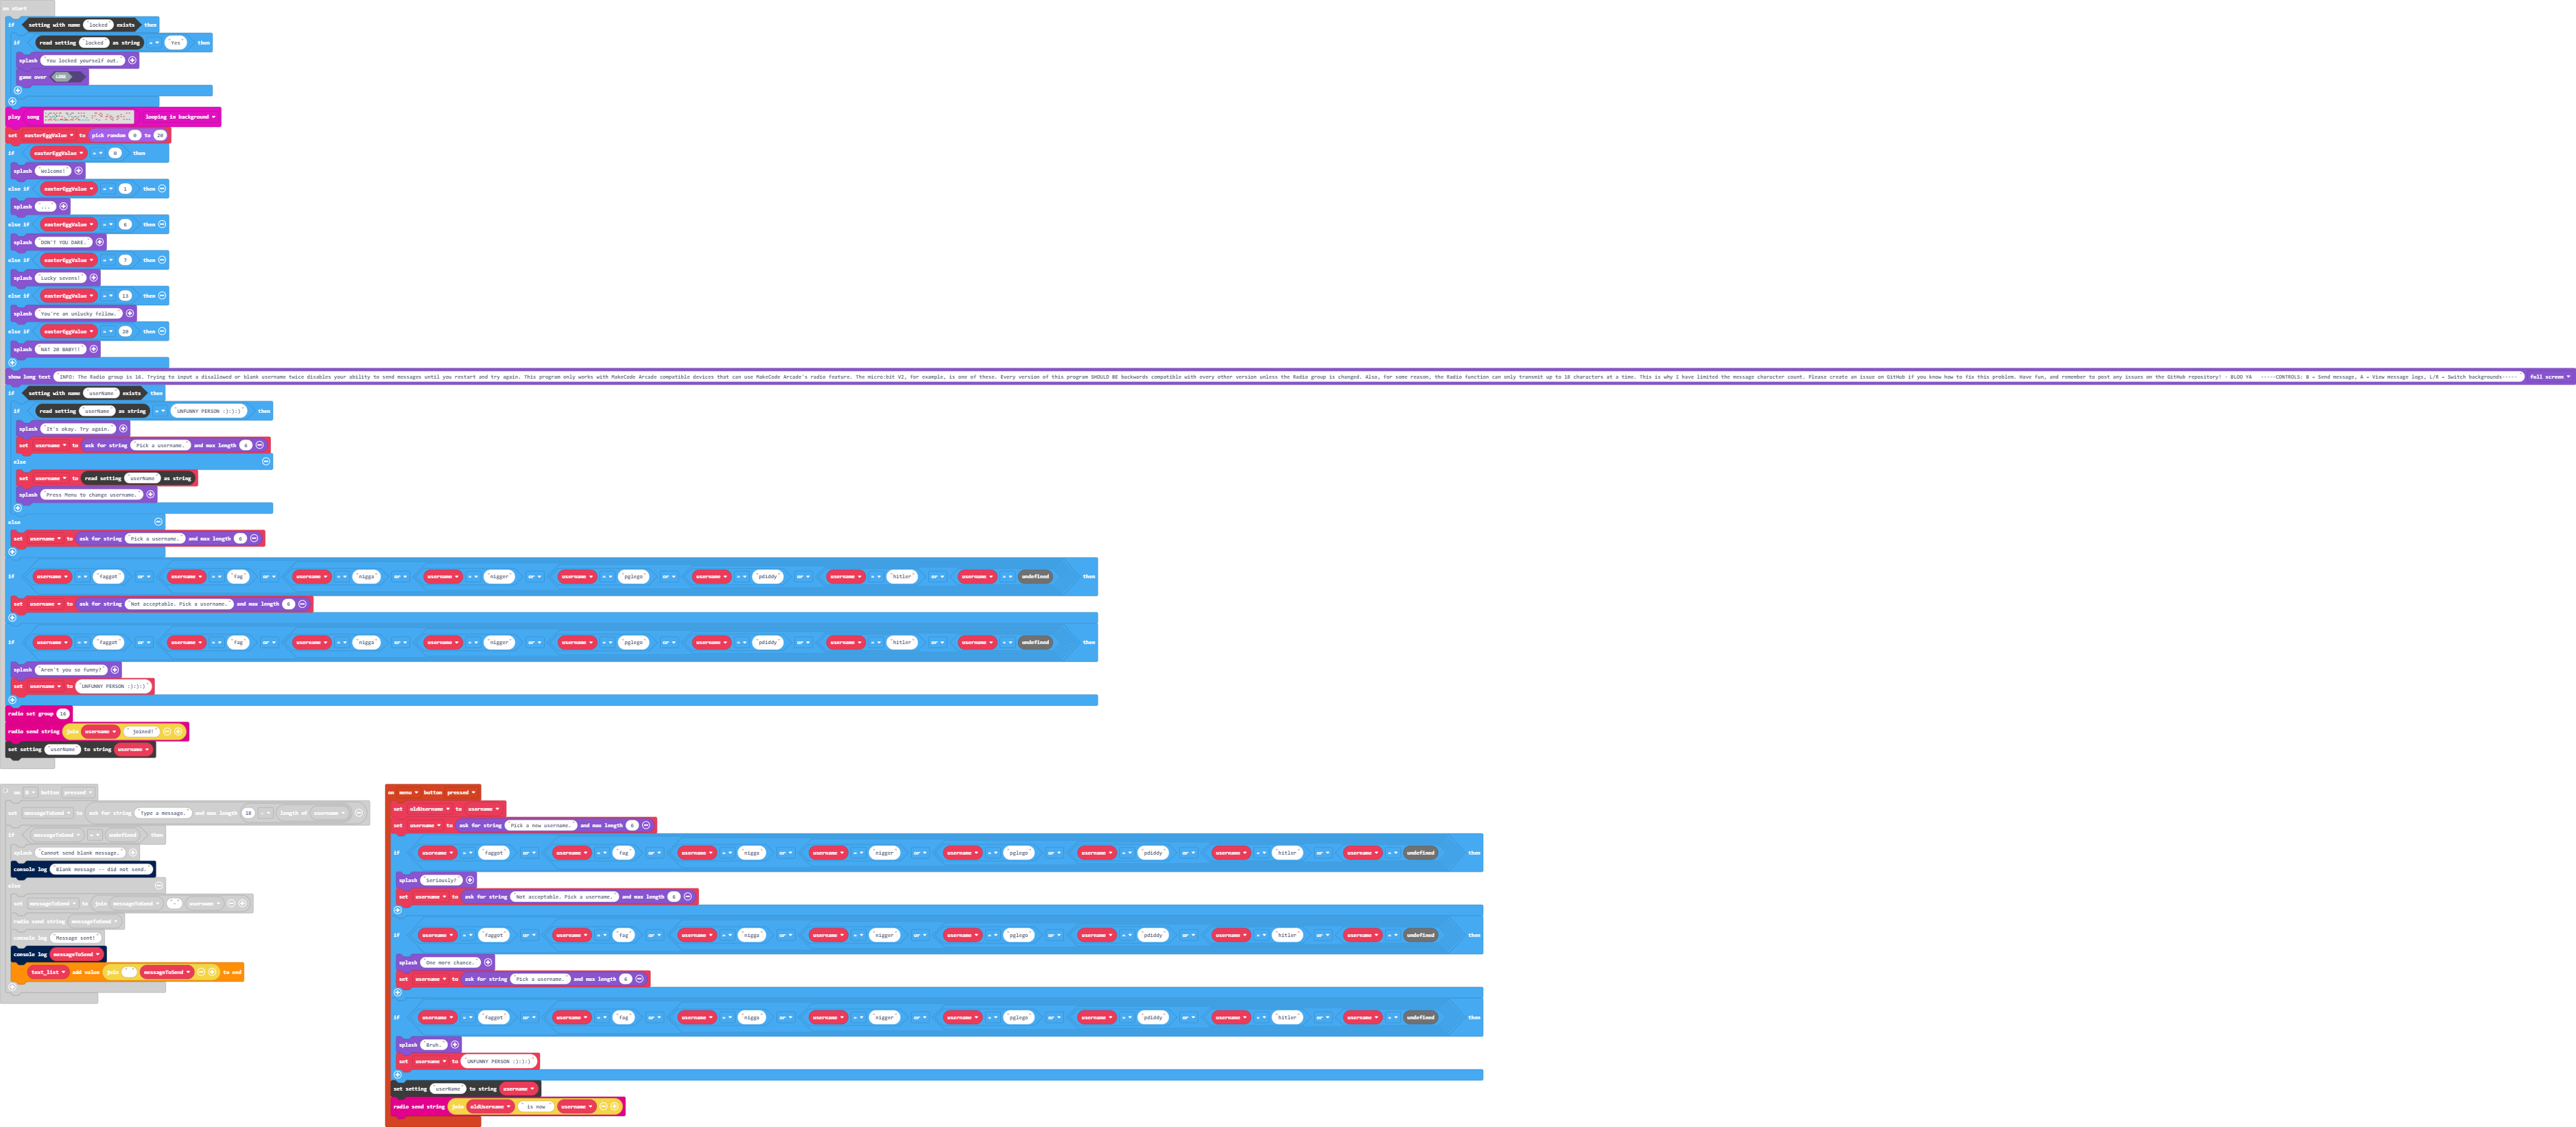 on start
if setting with name "locked" exists then
if read setting "locked" as string = "Yes" then
splash "You locked yourself out."
game over LOSE
play song looping in background
set easterEggValue to pick random 0 to 20
if easterEggValue = 0 then
splash "Welcome!"
else if easterEggValue = 1 then
splash "..."
else if easterEggValue = 6 then
splash "DON'T YOU DARE."
else if easterEggValue = 7 then
splash "Lucky sevens!"
else if easterEggValue = 13 then
splash "You're an unlucky fellow."
else if easterEggValue = 20 then
splash "NAT 20 BABY!!"
show long text "INFO: The Radio group is 16. Trying to input a disallowed or blank username twice disables your ability to send messages until you restart and try again. This program only works with MakeCode Arcade compatible devices that can use MakeCode Arcade's radio feature. The micro:bit V2, for example, is one of these. Every version of this program SHOULD BE backwards compatible with every other version unless the Radio group is changed. Also, for some reason, the Radio function can only transmit up to 18 characters at a time. This is why I have limited the message character count. Please create an issue on GitHub if you know how to fix this problem. Have fun, and remember to post any issues on the GitHub repository! - BLOD YA -----CONTROLS: B = Send message, A = View message logs, L/R = Switch backgrounds-----" full screen
if setting with name "userName" exists then
if read setting "userName" as string = "UNFUNNY PERSON :):):)" then
splash "It's okay. Try again."
set username to ask for string "Pick a username." and max length 6
else
set username to read setting "userName" as string
splash "Press Menu to change username."
else
set username to ask for string "Pick a username." and max length 6
if username = "faggot" or username = "fag" or username = "nigga" or username = "nigger" or username = "pglego" or username = "pdiddy" or username = "hitler" or username = undefined then
set username to ask for string "Not acceptable. Pick a username." and max length 6
if username = "faggot" or username = "fag" or username = "nigga" or username = "nigger" or username = "pglego" or username = "pdiddy" or username = "hitler" or username = undefined then
splash "Aren't you so funny?"
set username to "UNFUNNY PERSON :):):)"
radio set group 16
radio send string join username " joined!"
set setting "userName" to string username
on B button pressed
set messageToSend to ask for string "Type a message." and max length 18 - length of username
if messageToSend = undefined then
splash "Cannot send blank message."
console log "Blank message -- did not send."
else
set messageToSend to join messageToSend "-" username
radio send string messageToSend
console log "Message sent!"
console log messageToSend
text_list add value join " " messageToSend to end
on menu button pressed
set oldUsername to username
set username to ask for string "Pick a new username." and max length 6
if username = "faggot" or username = "fag" or username = "nigga" or username = "nigger" or username = "pglego" or username = "pdiddy" or username = "hitler" or username = undefined then
splash "Seriously?"
set username to ask for string "Not acceptable. Pick a username." and max length 6
if username = "faggot" or username = "fag" or username = "nigga" or username = "nigger" or username = "pglego" or username = "pdiddy" or username = "hitler" or username = undefined then
splash "One more chance."
set username to ask for string "Pick a username." and max length 6
if username = "faggot" or username = "fag" or username = "nigga" or username = "nigger" or username = "pglego" or username = "pdiddy" or username = "hitler" or username = undefined then
splash "Bruh."
set username to "UNFUNNY PERSON :):):)"
set setting "userName" to string username
radio send string join oldUsername " is now " username